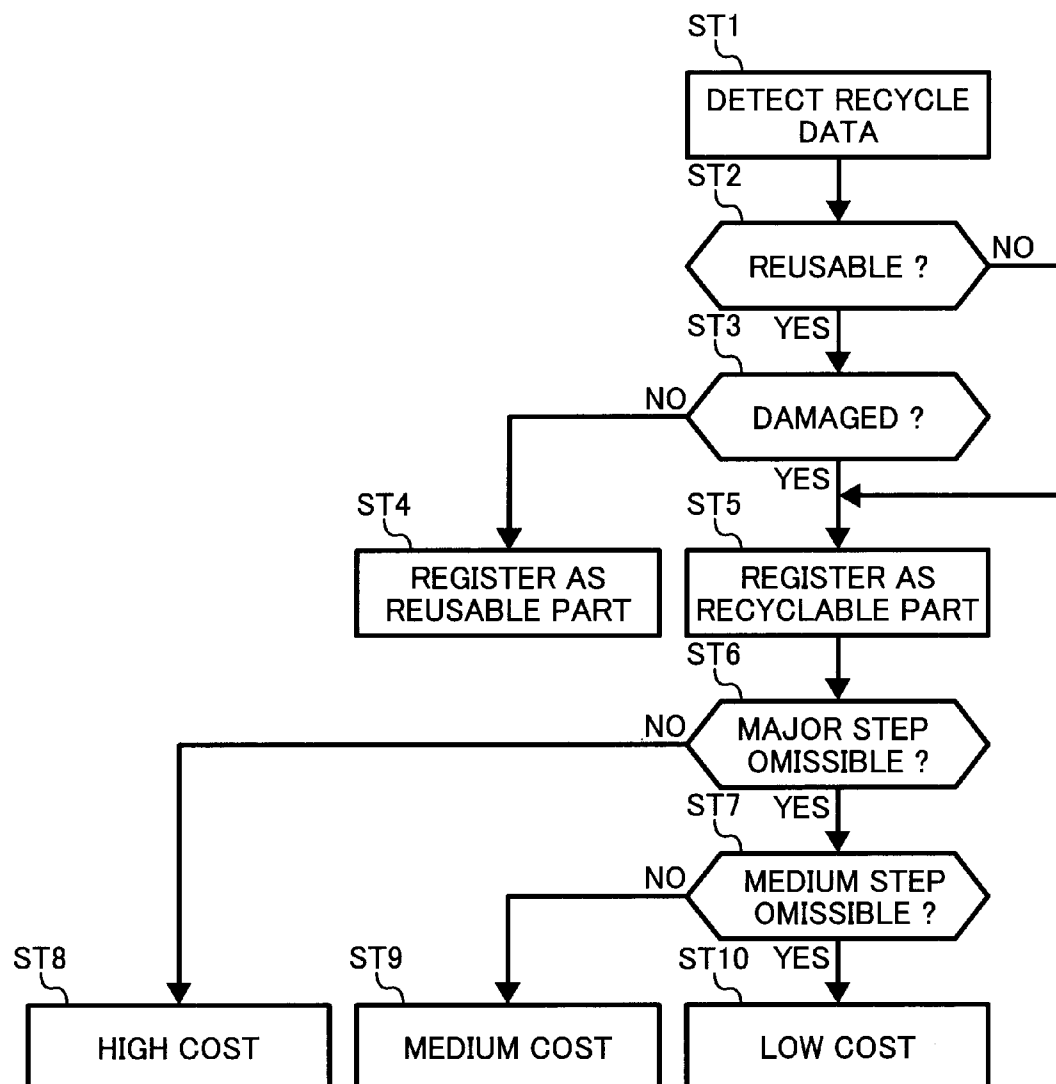 ST1
DETECT RECYCLE
DATA
ST2
REUSABLE ?
NO
YES
ST3
DAMAGED ?
NO
YES
ST4
REGISTER AS
REUSABLE PART
ST5
REGISTER AS
RECYCLABLE PART
ST6
MAJOR STEP
OMISSIBLE ?
NO
YES
ST7
MEDIUM STEP
OMISSIBLE ?
NO
YES
ST8
HIGH COST
ST9
MEDIUM COST
ST10
LOW COST